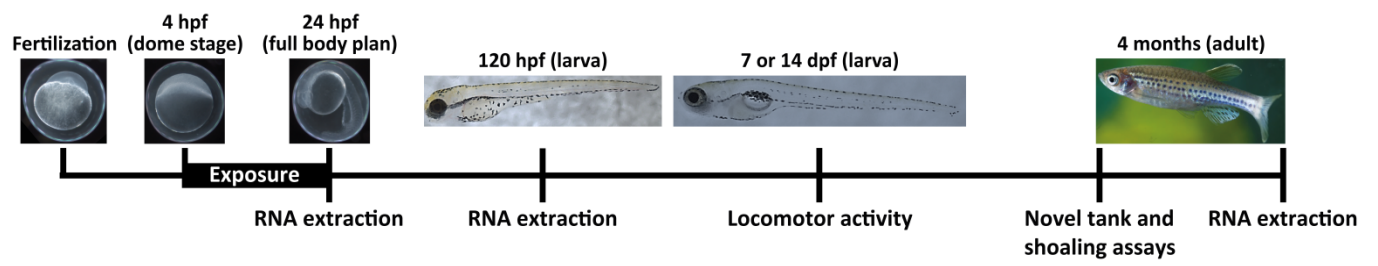 Fertilization
4 hpf
(dome stage)
24 hpf
(full body plan)
120 hpf (larva)
7 or 14 dpf (larva)
4 months (adult)
Exposure
RNA extraction
RNA extraction
Locomotor activity
Novel tank and
shoaling assays
RNA extraction